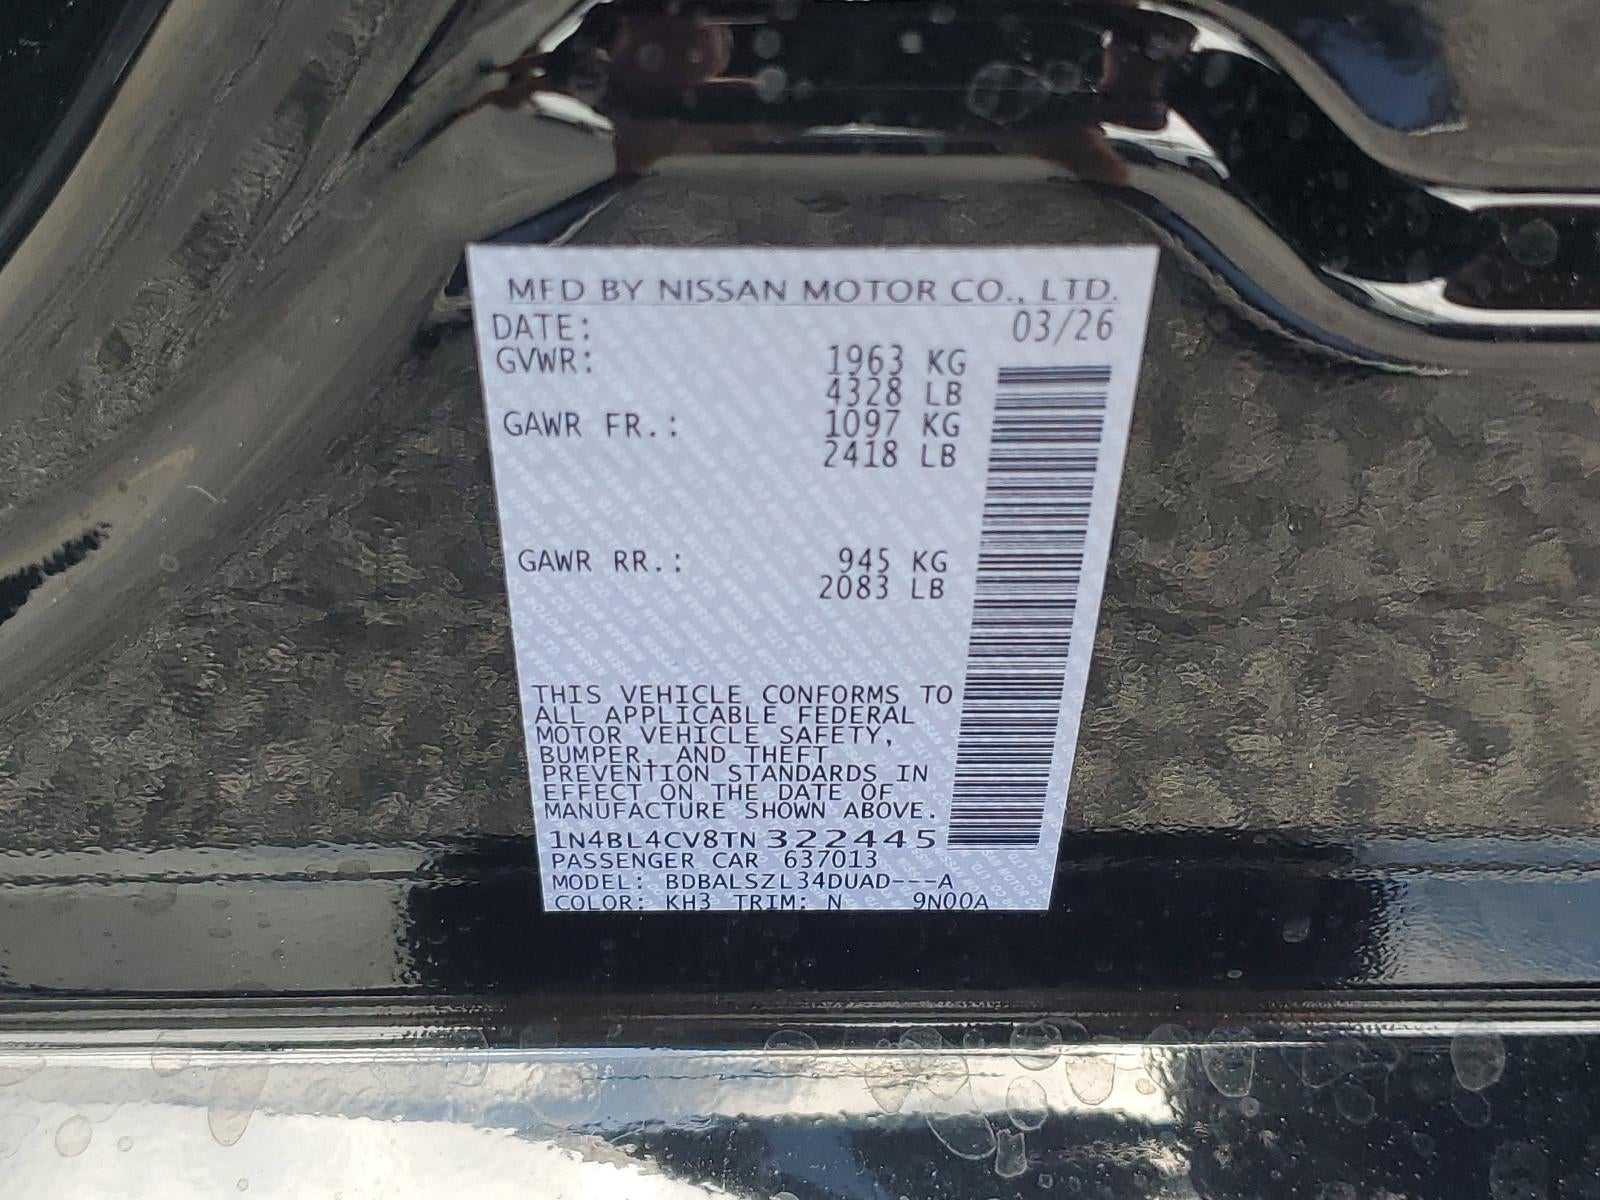 MFD BY NISSAN MOTOR CO., LTD.
DATE: 03/26
GVWR: 1963 KG
4328 LB
GAWR FR.: 1097 KG
2418 LB
GAWR RR.: 945 KG
2083 LB
THIS VEHICLE CONFORMS TO
ALL APPLICABLE FEDERAL
MOTOR VEHICLE SAFETY,
BUMPER, AND THEFT
PREVENTION STANDARDS IN
EFFECT ON THE DATE OF
MANUFACTURE SHOWN ABOVE.
1N4BL4CV8TN322445
PASSENGER CAR 637013
MODEL: BDBALSZL34DUAD---A
COLOR: KH3 TRIM: N 9N00A